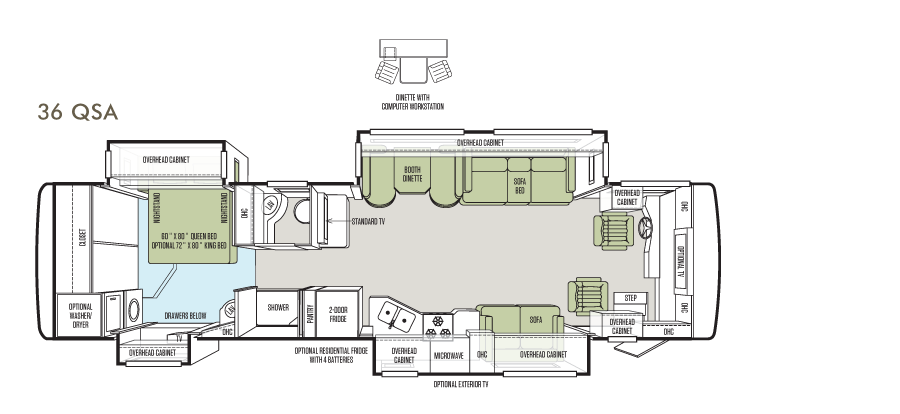 DINETTE WITH
COMPUTER WORKSTATION
36 QSA
OVERHEAD CABINET
OVERHEAD CABINET
BOOTH
DINETTE
SOFA
BED
NIGHTSTAND
NIGHTSTAND
OHC
LAV
OVERHEAD
CABINET
OHC
CLOSET
STANDARD TV
60" X 80" QUEEN BED
OPTIONAL 72" X 80" KING BED
OPTIONAL TV
OPTIONAL
WASHER/
DRYER
DRAWERS BELOW
LAV
SHOWER
PANTRY
2-DOOR
FRIDGE
STEP
SOFA
OHC
TV
OHC
OVERHEAD
CABINET
OHC
OVERHEAD CABINET
OPTIONAL RESIDENTIAL FRIDGE
WITH 4 BATTERIES
OVERHEAD
CABINET
MICROWAVE
OHC
OVERHEAD CABINET
OPTIONAL EXTERIOR TV